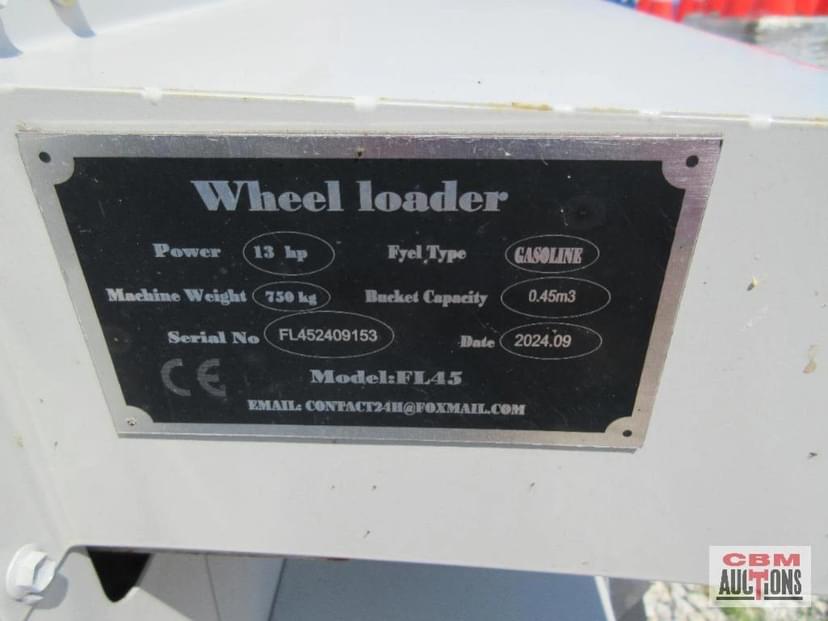 Wheel loader
Power 13 hp Fyel Type GASOLINE
Machine Weight 750 kg Bucket Capacity 0.45m3
Serial No FL452409153 Date 2024.09
CE
Model:FL45
EMAIL: CONTACT24H@FOXMAIL.COM
CBM
AUCTIONS